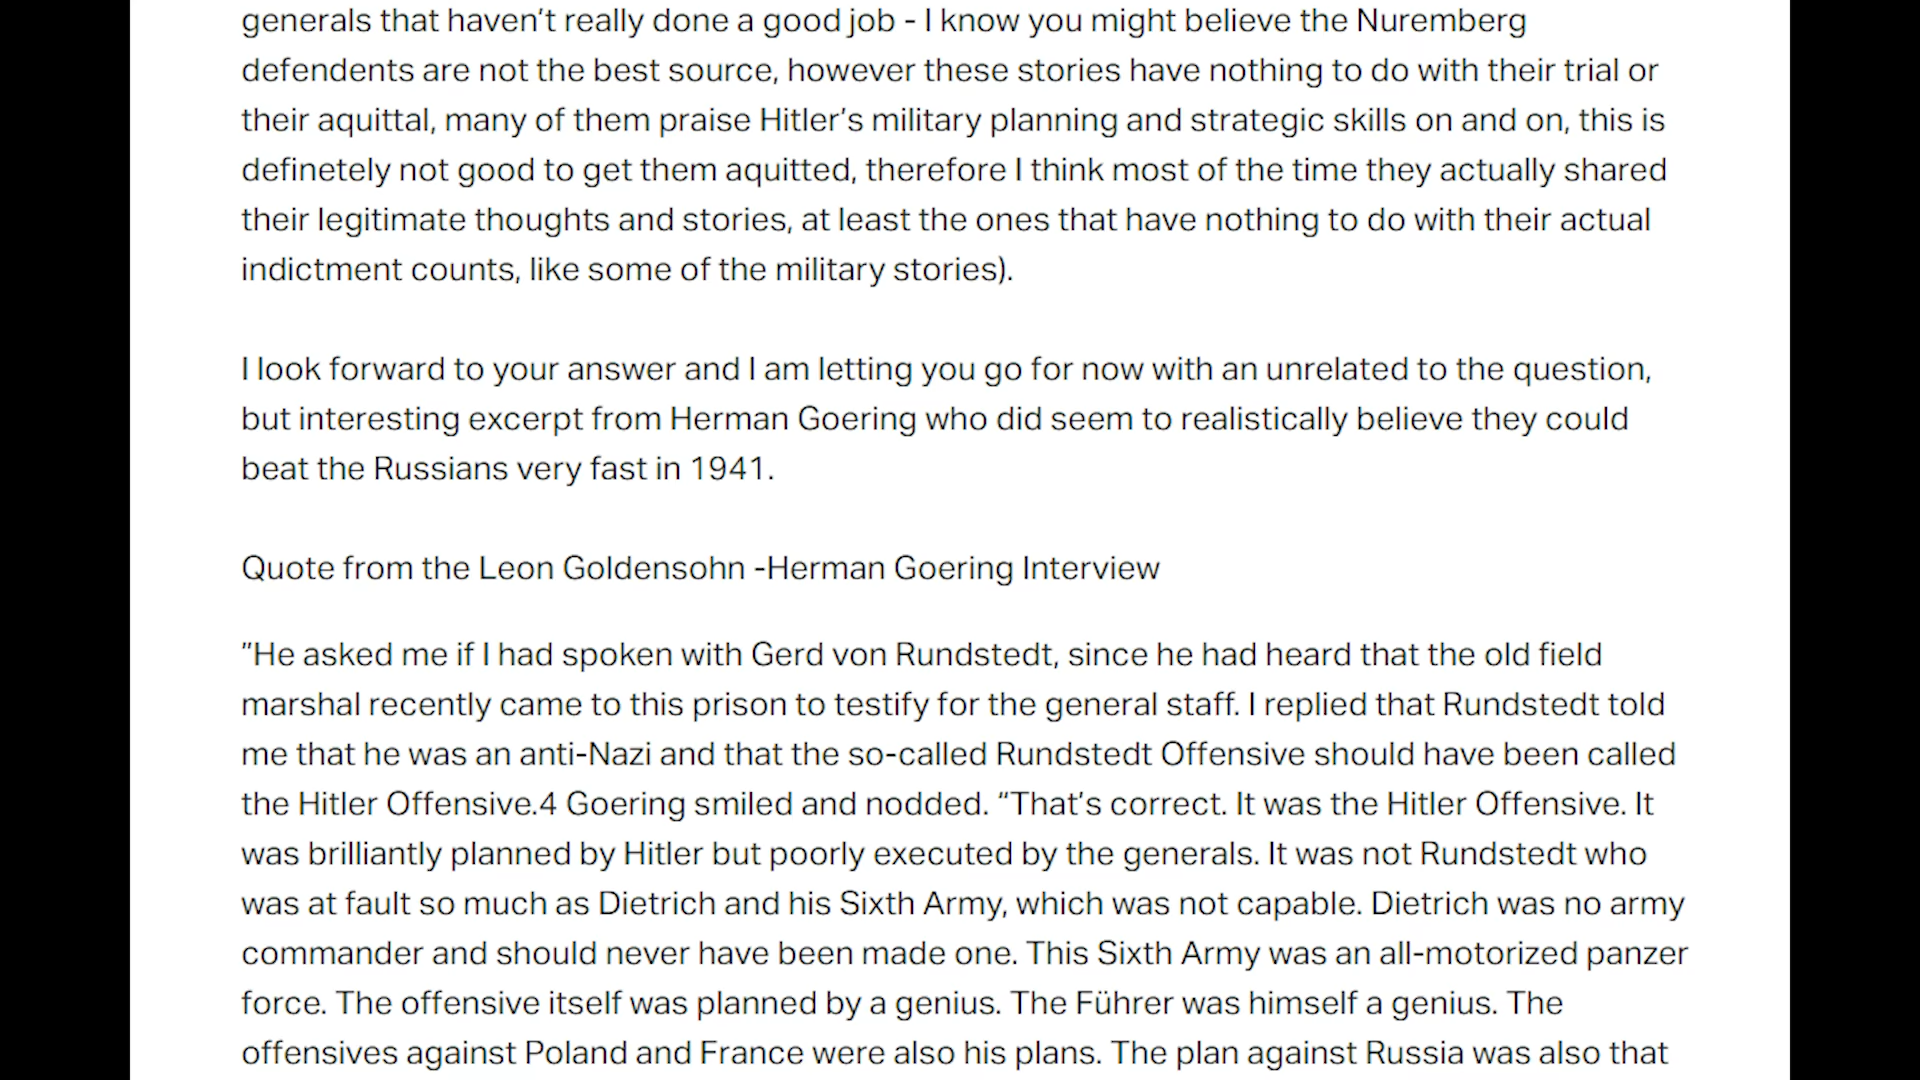 generals that haven’t really done a good job - I know you might believe the Nuremberg
defendents are not the best source, however these stories have nothing to do with their trial or
their aquittal, many of them praise Hitler’s military planning and strategic skills on and on, this is
definetely not good to get them aquitted, therefore I think most of the time they actually shared
their legitimate thoughts and stories, at least the ones that have nothing to do with their actual
indictment counts, like some of the military stories).
I look forward to your answer and I am letting you go for now with an unrelated to the question,
but interesting excerpt from Herman Goering who did seem to realistically believe they could
beat the Russians very fast in 1941.
Quote from the Leon Goldensohn -Herman Goering Interview
”He asked me if I had spoken with Gerd von Rundstedt, since he had heard that the old field
marshal recently came to this prison to testify for the general staff. I replied that Rundstedt told
me that he was an anti-Nazi and that the so-called Rundstedt Offensive should have been called
the Hitler Offensive.4 Goering smiled and nodded. “That’s correct. It was the Hitler Offensive. It
was brilliantly planned by Hitler but poorly executed by the generals. It was not Rundstedt who
was at fault so much as Dietrich and his Sixth Army, which was not capable. Dietrich was no army
commander and should never have been made one. This Sixth Army was an all-motorized panzer
force. The offensive itself was planned by a genius. The Führer was himself a genius. The
offensives against Poland and France were also his plans. The plan against Russia was also that